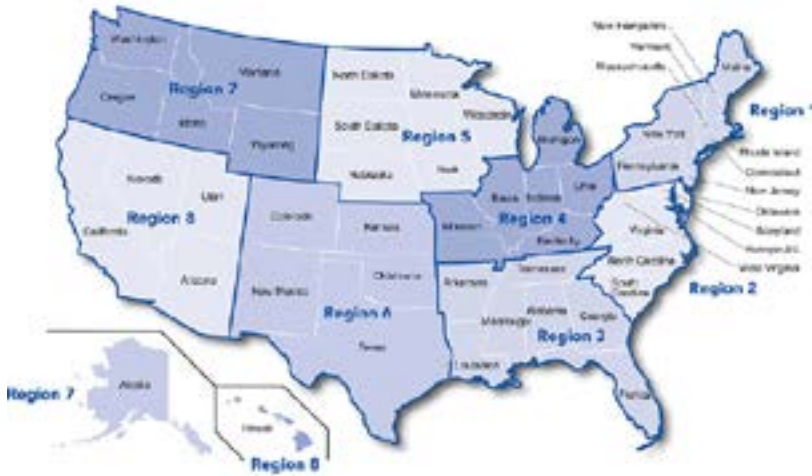 New Hampshire
Vermont
Massachusetts
Maine
Washington
Montana
North Dakota
Minnesota
Oregon
Region 7
Wisconsin
Region 1
Idaho
South Dakota
Region 5
Michigan
New York
Wyoming
Rhode Island
Nebraska
Iowa
Pennsylvania
Connecticut
Nevada
Utah
Illinois
Indiana
Ohio
New Jersey
Colorado
Kansas
Delaware
Region 8
Missouri
Region 4
Virginia
Maryland
California
Kentucky
West Virginia
North Carolina
Arizona
Oklahoma
Arkansas
Tennessee
South
Carolina
Region 2
New Mexico
Region 6
Mississippi
Alabama
Georgia
Region 3
Texas
Louisiana
Region 7
Alaska
Florida
Hawaii
Region 8